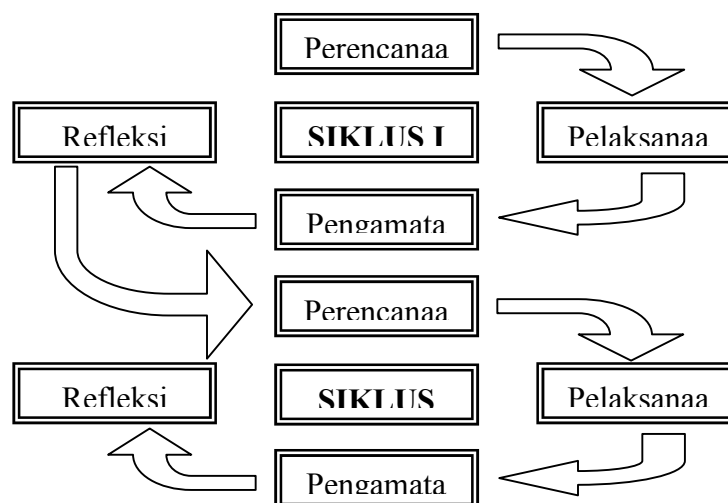 Perencanaa
Refleksi
SIKLUS I
Pelaksanaa
Pengamata
Perencanaa
Refleksi
SIKLUS
Pelaksanaa
Pengamata